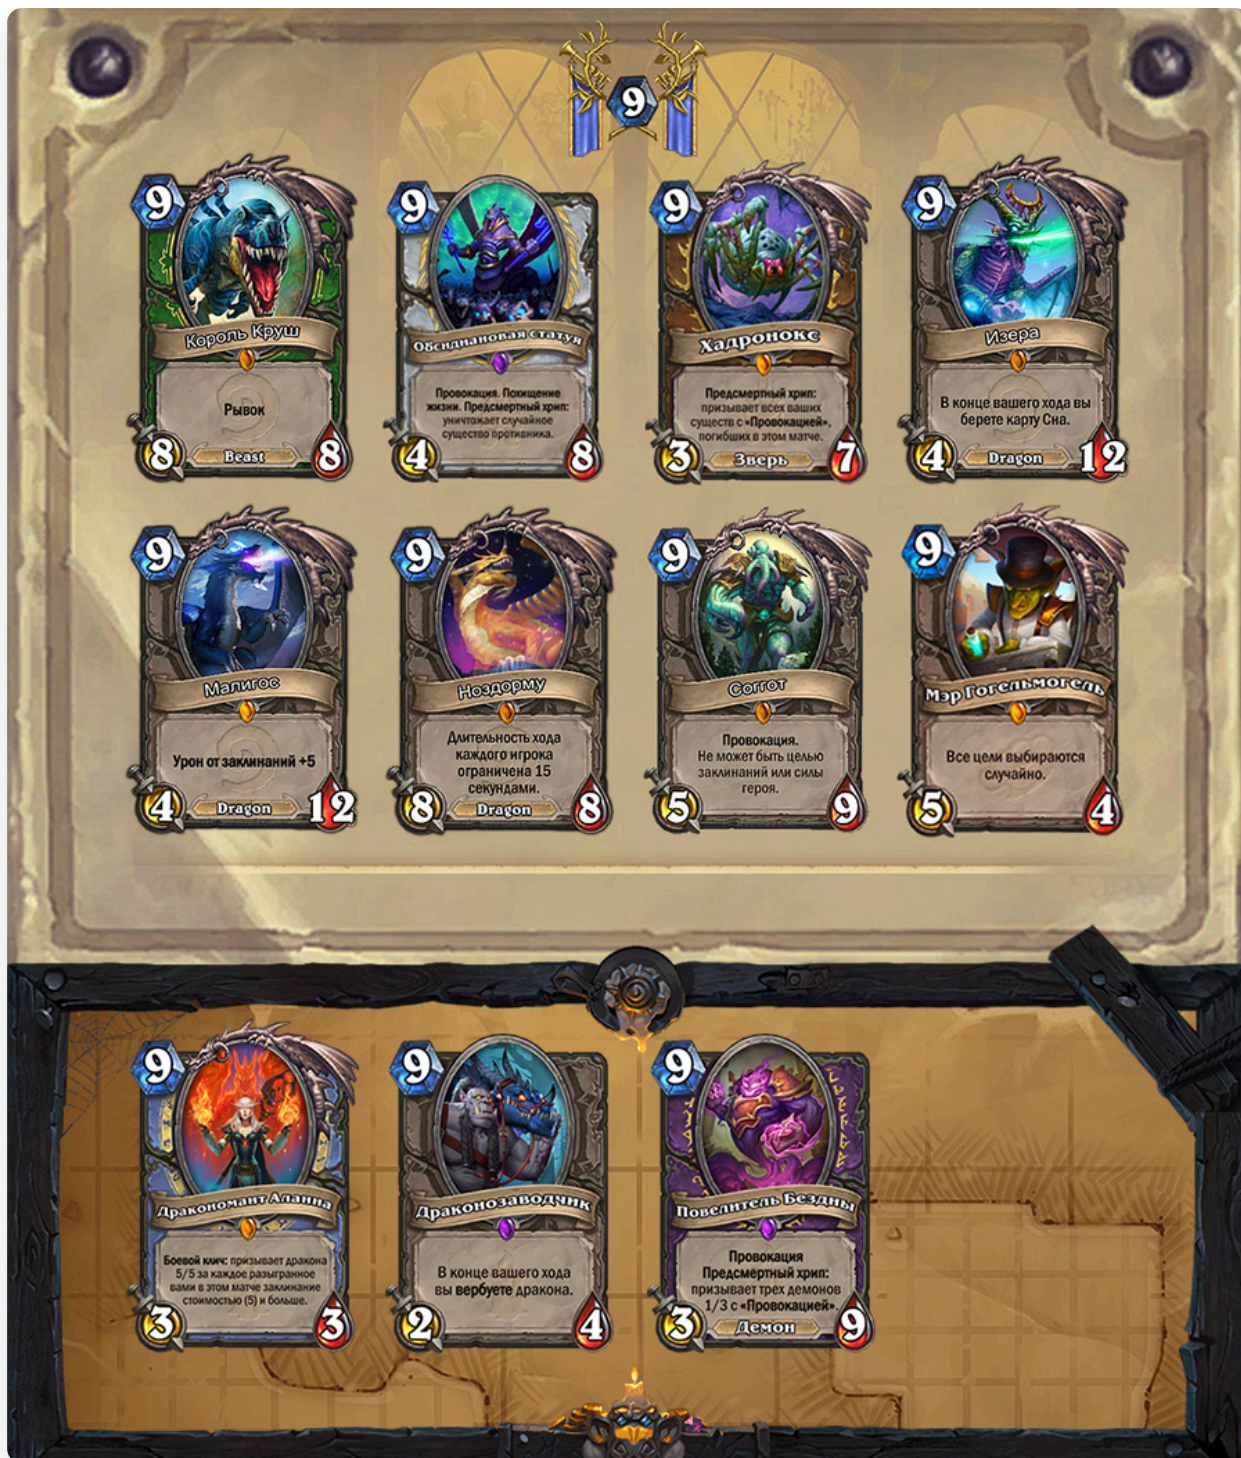 9
9
Король Круш
Рывок
8
Beast
8
9
Обсидиановая статуя
Провокация. Похищение
жизни. Предсмертный хрип:
уничтожает случайное
существо противника.
4
8
9
Хадронокс
Предсмертный хрип:
призывает всех ваших
существ с «Провокацией»,
погибших в этом матче.
3
Зверь
7
9
Изера
В конце вашего хода вы
берете карту Сна.
4
Dragon
12
9
Малигос
Урон от заклинаний +5
4
Dragon
12
9
Ноздорму
Длительность хода
каждого игрока
ограничена 15
секундами.
8
Dragon
8
9
Соггот
Провокация.
Не может быть целью
заклинаний или силы
героя.
5
9
9
Мэр Гогельмогель
Все цели выбираются
случайно.
5
4
9
Дракономант Аланна
Боевой клич: призывает дракона
5/5 за каждое разыгранное
вами в этом матче заклинание
стоимостью (5) и больше.
3
3
9
Драконозаводчик
В конце вашего хода
вы вербуете дракона.
2
4
9
Повелитель Бездны
Провокация
Предсмертный хрип:
призывает трех демонов
1/3 с «Провокацией».
3
Демон
9